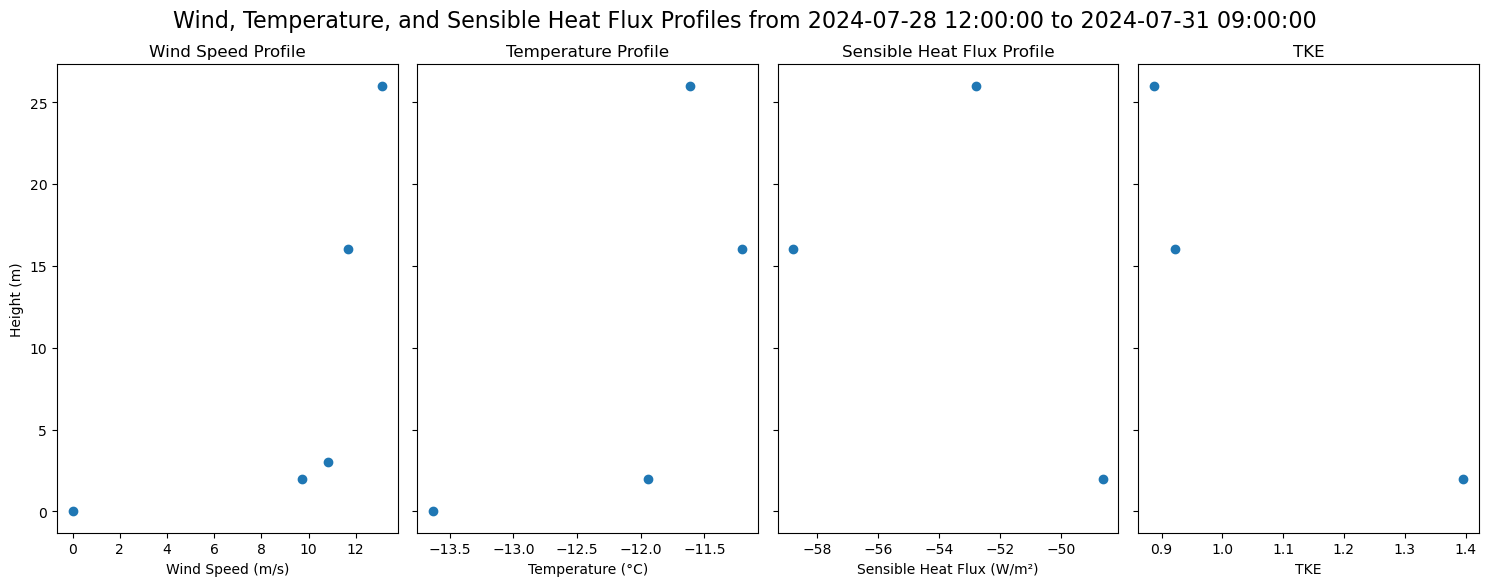 Wind, Temperature, and Sensible Heat Flux Profiles from 2024-07-28 12:00:00 to 2024-07-31 09:00:00
Wind Speed Profile
Temperature Profile
Sensible Heat Flux Profile
TKE
25
20
15
10
5
0
Height (m)
0 2 4 6 8 10 12
−13.5 −13.0 −12.5 −12.0 −11.5
−58 −56 −54 −52 −50
0.9 1.0 1.1 1.2 1.3 1.4
Wind Speed (m/s)
Temperature (°C)
Sensible Heat Flux (W/m²)
TKE